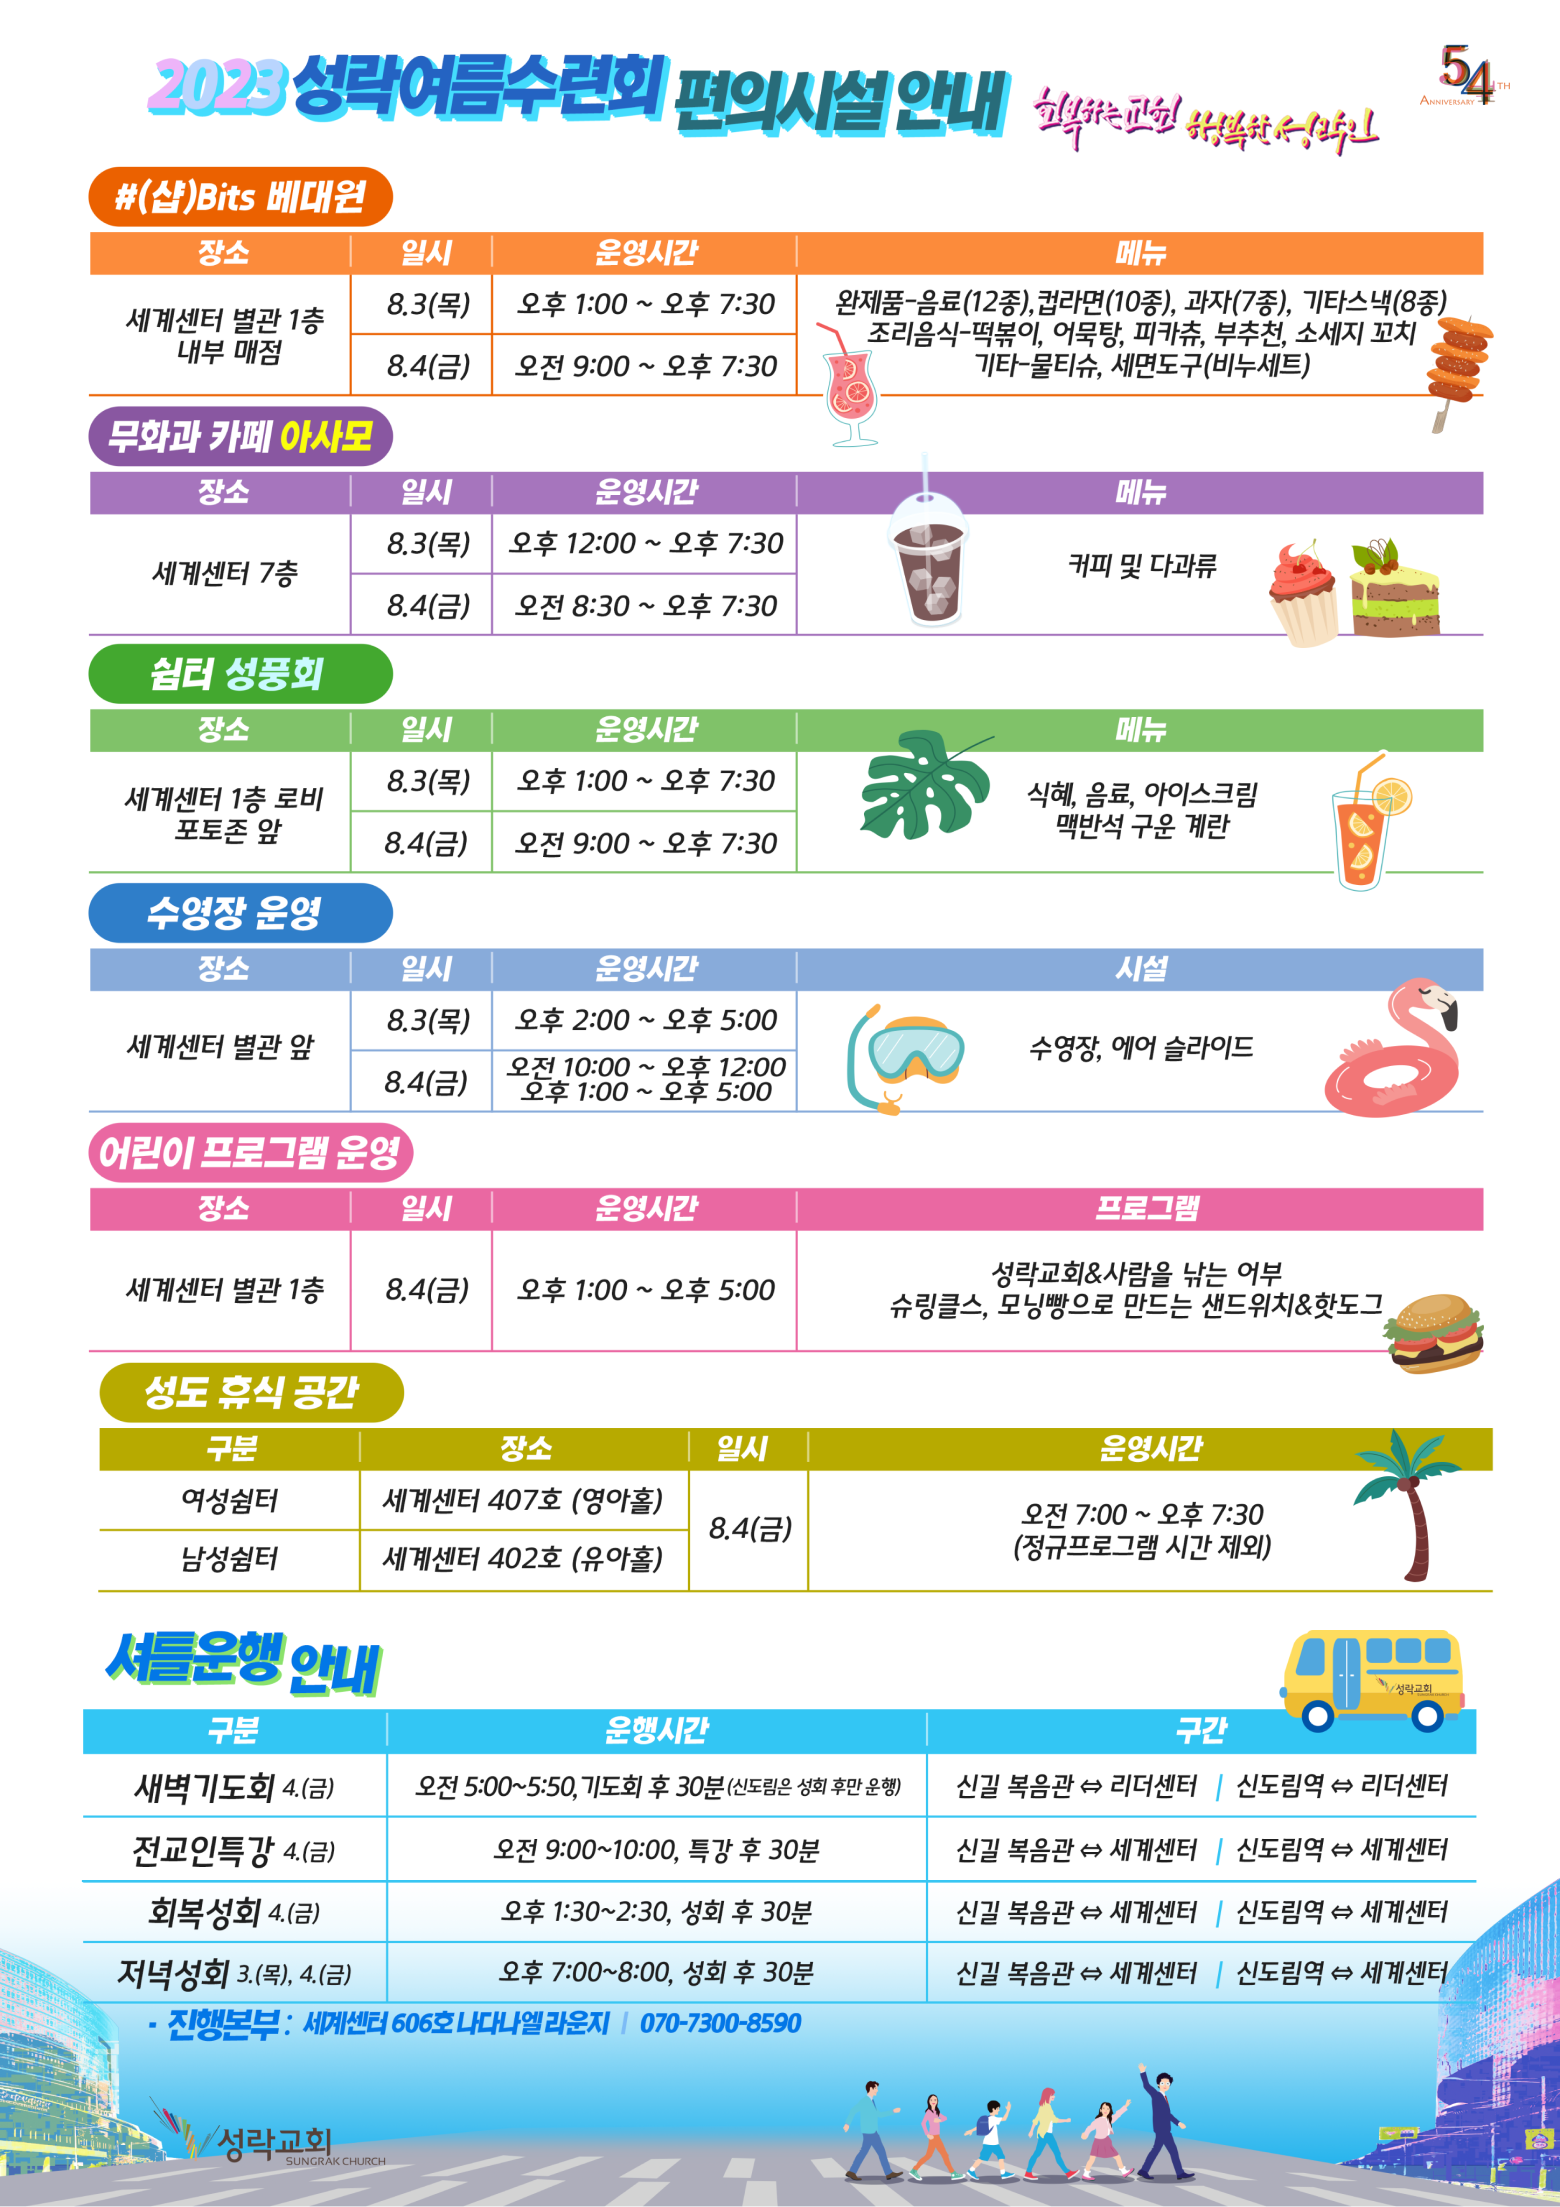 2023 성락여름수련회 편의시설 안내
회복하는 교회 행복한 성락인
54TH
ANNIVERSARY
#(샵)Bits 베대원
장소 일시 운영시간 메뉴
세계센터 별관 1층
내부 매점
8.3(목) 오후 1:00 ~ 오후 7:30
8.4(금) 오전 9:00 ~ 오후 7:30
완제품-음료(12종),컵라면(10종), 과자(7종), 기타스낵(8종)
조리음식-떡볶이, 어묵탕, 피카츄, 부추전, 소세지 꼬치
기타-물티슈, 세면도구(비누세트)
무화과 카페 아사모
장소 일시 운영시간 메뉴
세계센터 7층
8.3(목) 오후 12:00 ~ 오후 7:30
8.4(금) 오전 8:30 ~ 오후 7:30
커피 및 다과류
쉼터 성풍회
장소 일시 운영시간 메뉴
세계센터 1층 로비
포토존 앞
8.3(목) 오후 1:00 ~ 오후 7:30
8.4(금) 오전 9:00 ~ 오후 7:30
식혜, 음료, 아이스크림
맥반석 구운 계란
수영장 운영
장소 일시 운영시간 시설
세계센터 별관 앞
8.3(목) 오후 2:00 ~ 오후 5:00
8.4(금) 오전 10:00 ~ 오후 12:00
오후 1:00 ~ 오후 5:00
수영장, 에어 슬라이드
어린이 프로그램 운영
장소 일시 운영시간 프로그램
세계센터 별관 1층 8.4(금) 오후 1:00 ~ 오후 5:00
성락교회&사람을 낚는 어부
슈링클스, 모닝빵으로 만드는 샌드위치&핫도그
성도 휴식 공간
구분 장소 일시 운영시간
여성쉼터 세계센터 407호 (영아홀)
남성쉼터 세계센터 402호 (유아홀)
8.4(금)
오전 7:00 ~ 오후 7:30
(정규프로그램 시간 제외)
셔틀운행 안내
성락교회
구분 운행시간 구간
새벽기도회 4.(금) 오전 5:00~5:50, 기도회 후 30분(신도림은 성회 후만 운행) 신길 복음관 ⇔ 리더센터 | 신도림역 ⇔ 리더센터
전교인특강 4.(금) 오전 9:00~10:00, 특강 후 30분 신길 복음관 ⇔ 세계센터 | 신도림역 ⇔ 세계센터
회복성회 4.(금) 오후 1:30~2:30, 성회 후 30분 신길 복음관 ⇔ 세계센터 | 신도림역 ⇔ 세계센터
저녁성회 3.(목), 4.(금) 오후 7:00~8:00, 성회 후 30분 신길 복음관 ⇔ 세계센터 | 신도림역 ⇔ 세계센터
· 진행본부 : 세계센터 606호 나다나엘 라운지 | 070-7300-8590
성락교회
SUNGRAK CHURCH